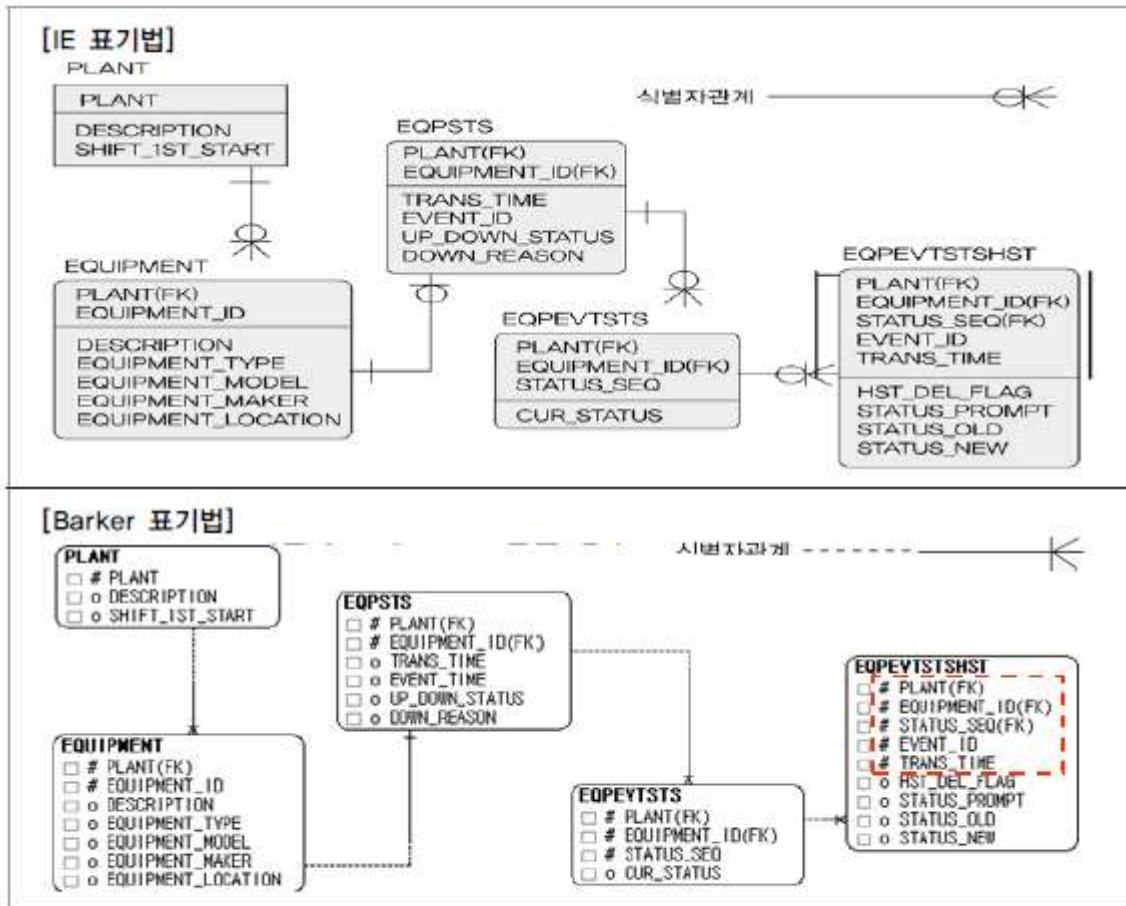 [IE 표기법]
PLANT
PLANT
DESCRIPTION
SHIFT_1ST_START
식별자관계
EQPSTS
PLANT(FK)
EQUIPMENT_ID(FK)
TRANS_TIME
EVENT_ID
UP_DOWN_STATUS
DOWN_REASON
EQUIPMENT
PLANT(FK)
EQUIPMENT_ID
DESCRIPTION
EQUIPMENT_TYPE
EQUIPMENT_MODEL
EQUIPMENT_MAKER
EQUIPMENT_LOCATION
EQPEVTSTS
PLANT(FK)
EQUIPMENT_ID(FK)
STATUS_SEQ
CUR_STATUS
EQPEVTSTSHST
PLANT(FK)
EQUIPMENT_ID(FK)
STATUS_SEQ(FK)
EVENT_ID
TRANS_TIME
HST_DEL_FLAG
STATUS_PROMPT
STATUS_OLD
STATUS_NEW
[Barker 표기법]
식별자관계
PLANT
# PLANT
o DESCRIPTION
o SHIFT_1ST_START
EQPSTS
# PLANT(FK)
# EQUIPMENT_ID(FK)
o TRANS_TIME
o EVENT_TIME
o UP_DOWN_STATUS
o DOWN_REASON
EQUIPMENT
# PLANT(FK)
# EQUIPMENT_ID
o DESCRIPTION
o EQUIPMENT_TYPE
o EQUIPMENT_MODEL
o EQUIPMENT_MAKER
o EQUIPMENT_LOCATION
EQPEVTSTS
# PLANT(FK)
# EQUIPMENT_ID(FK)
# STATUS_SEQ
o CUR_STATUS
EQPEVTSTSHST
# PLANT(FK)
# EQUIPMENT_ID(FK)
# STATUS_SEQ(FK)
# EVENT_ID
# TRANS_TIME
o HST_DEL_FLAG
o STATUS_PROMPT
o STATUS_OLD
o STATUS_NEW